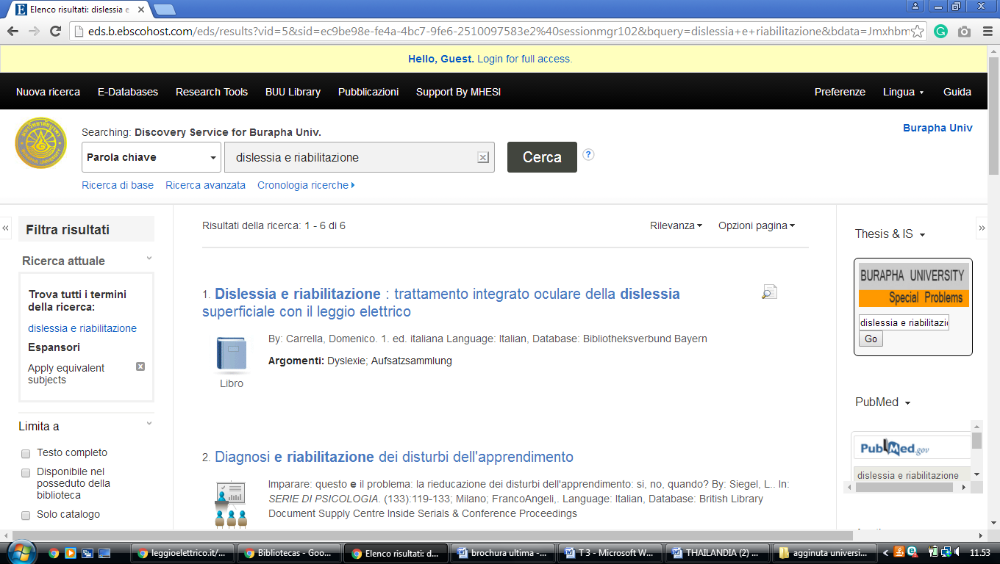 Elenco risultati: dislessia e
eds.b.ebscohost.com/eds/results?vid=5&sid=ec9be98e-fe4a-4bc7-9fe6-2510097583e2%40sessionmgr102&bquery=dislessia+e+riabilitazione&bdata=Jmxhbm
Hello, Guest. Login for full access.
Nuova ricerca E-Databases Research Tools BUU Library Pubblicazioni Support By MHESI Preferenze Lingua Guida
Searching: Discovery Service for Burapha Univ.
Burapha Univ
Parola chiave dislessia e riabilitazione Cerca ?
Ricerca di base Ricerca avanzata Cronologia ricerche
«
Filtra risultati
Ricerca attuale
Trova tutti i termini
della ricerca:
dislessia e riabilitazione
Espansori
Apply equivalent
subjects
Limita a
Testo completo
Disponibile nel
posseduto della
biblioteca
Solo catalogo
Risultati della ricerca: 1 - 6 di 6 Rilevanza Opzioni pagina
1. Dislessia e riabilitazione : trattamento integrato oculare della dislessia
superficiale con il leggio elettrico
By: Carrella, Domenico. 1. ed. italiana Language: Italian, Database: Bibliotheksverbund Bayern
Argomenti: Dyslexie; Aufsatzsammlung
Libro
2. Diagnosi e riabilitazione dei disturbi dell'apprendimento
Imparare: questo e il problema: la rieducazione dei disturbi dell'apprendimento: si, no, quando? By: Siegel, L.. In:
SERIE DI PSICOLOGIA. (133):119-133; Milano; FrancoAngeli,. Language: Italian, Database: British Library
Document Supply Centre Inside Serials & Conference Proceedings
»
Thesis & IS
BURAPHA UNIVERSITY
Special Problems
dislessia e riabilitazi
Go
PubMed
PubMed.gov
dislessia e riabilitazione
leggioelettrico.it/ Bibliotecas - Goo... Elenco risultati: d... brochura ultima -... T 3 - Microsoft W... THAILANDIA (2) ... agginuta universi... 11.53